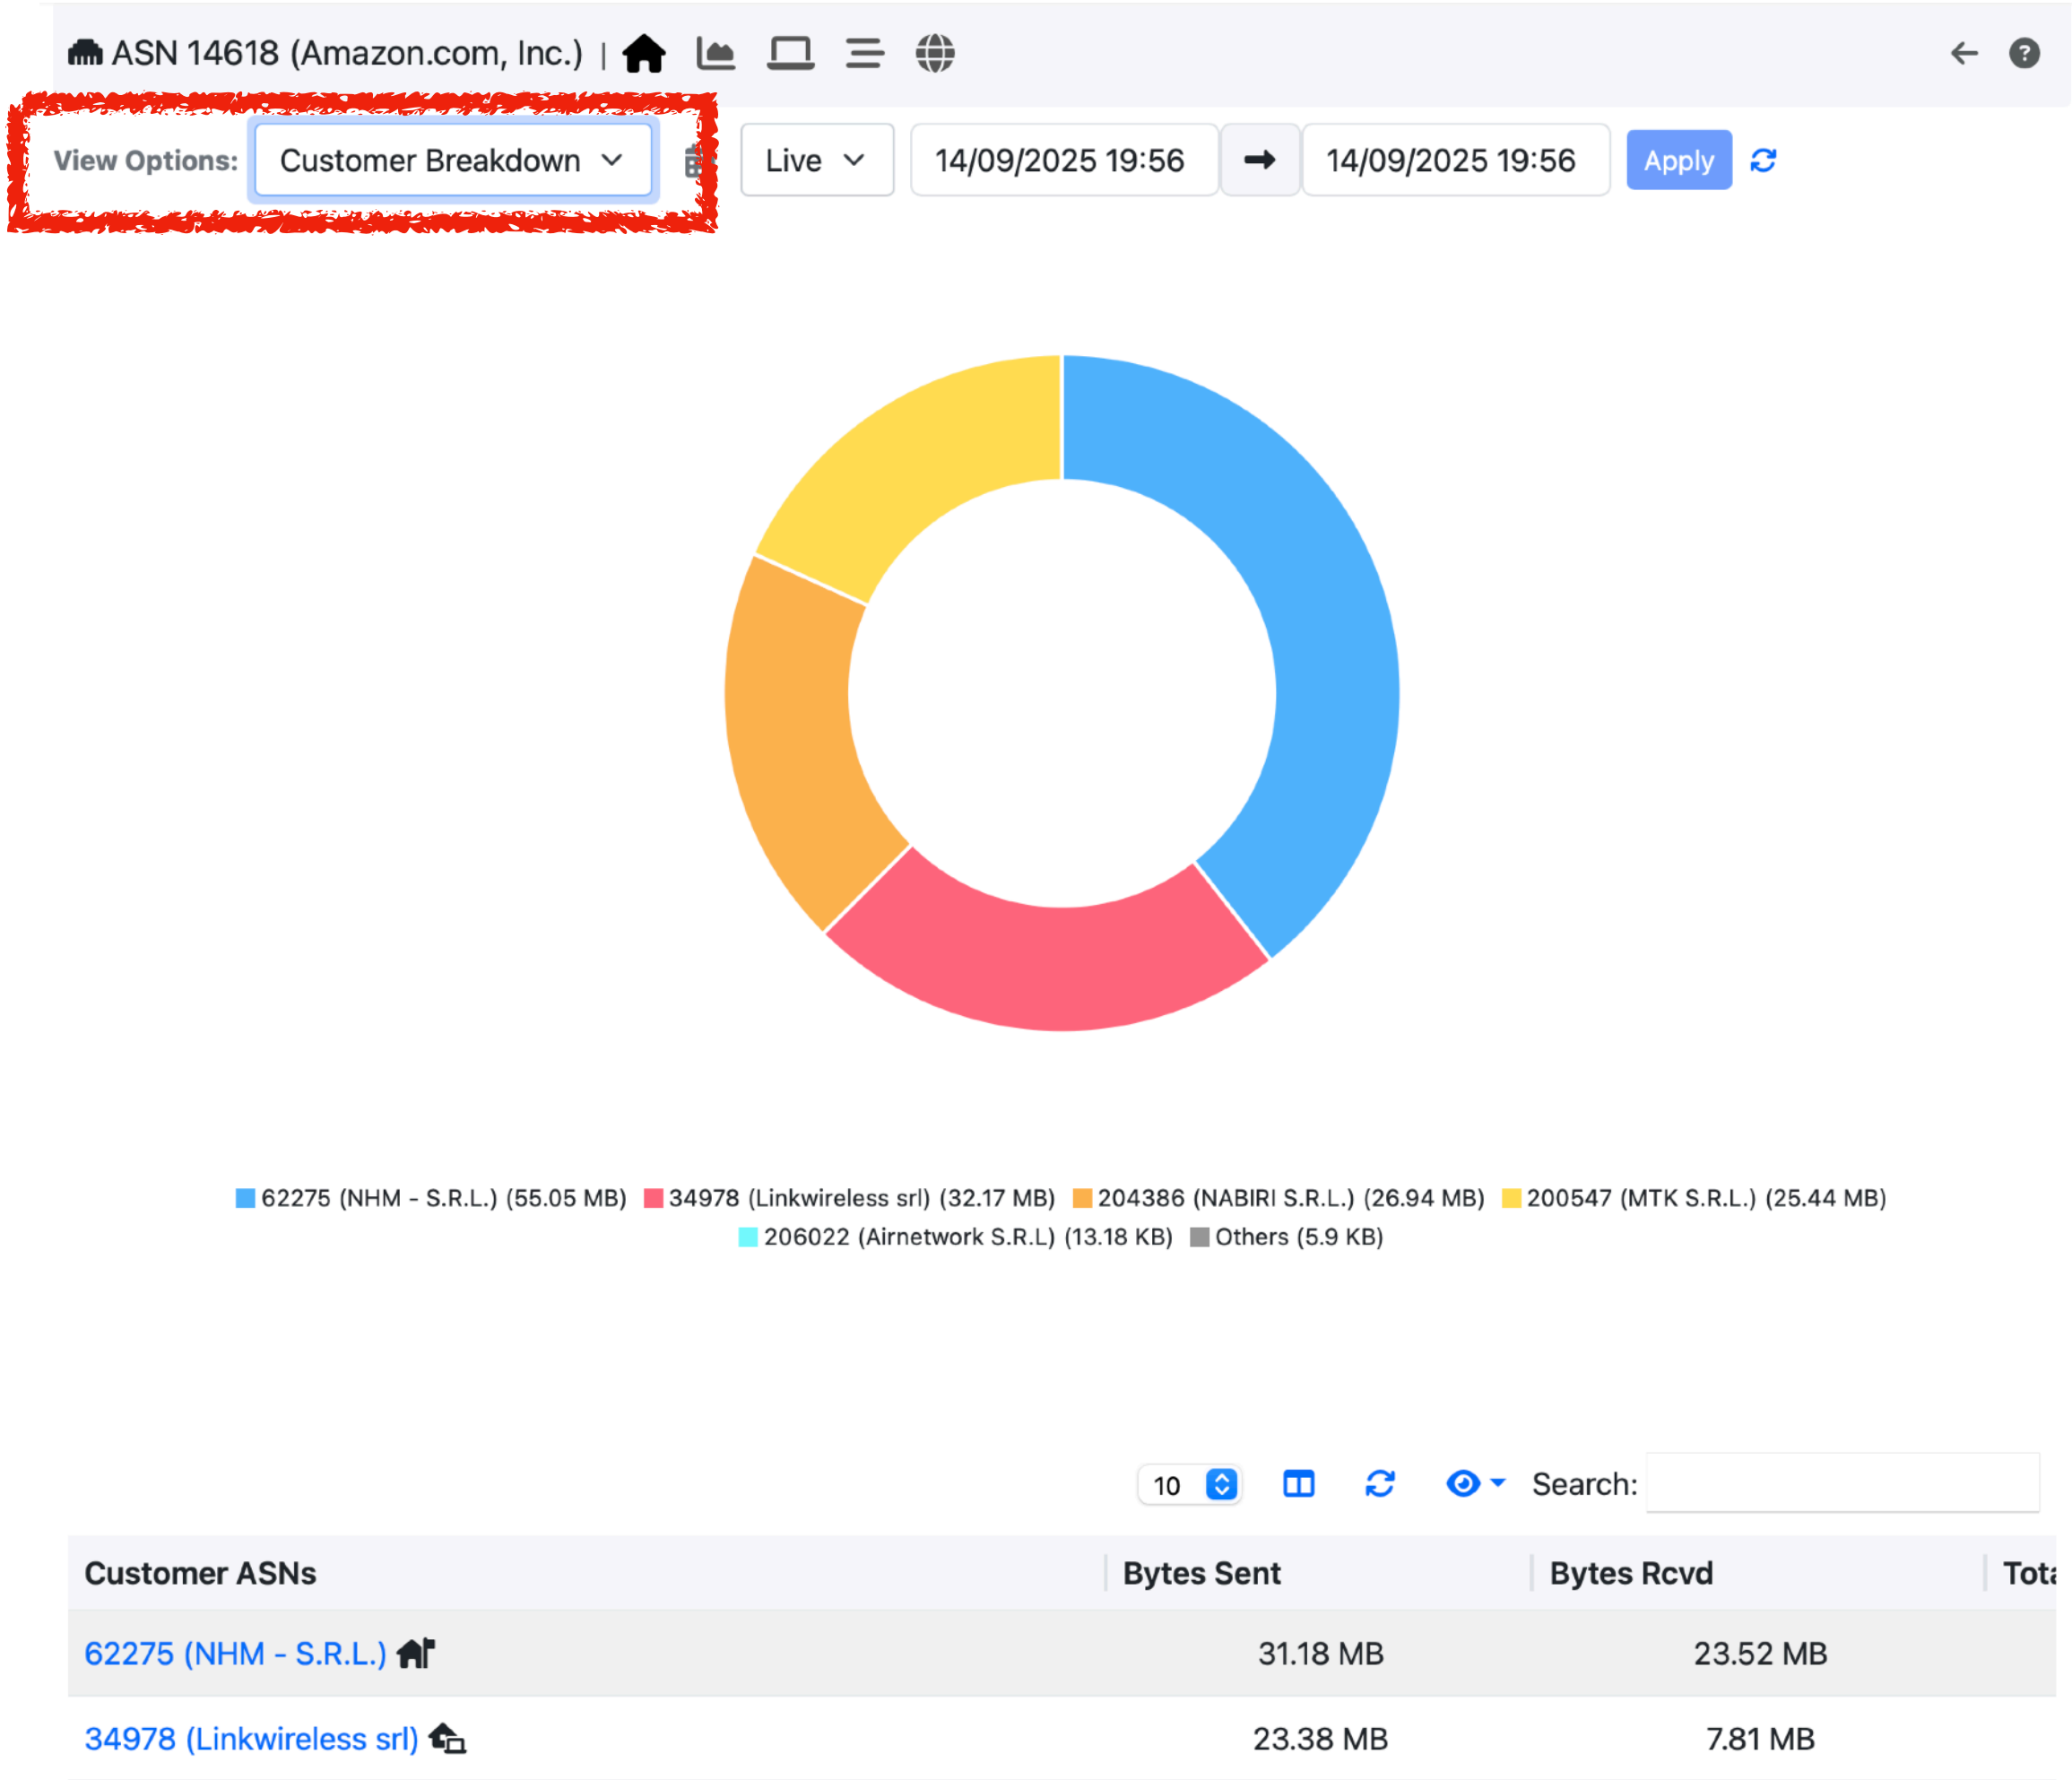 ASN 14618 (Amazon.com, Inc.) |
View Options: Customer Breakdown Live 14/09/2025 19:56 14/09/2025 19:56 Apply
62275 (NHM - S.R.L.) (55.05 MB) 34978 (Linkwireless srl) (32.17 MB) 204386 (NABIRI S.R.L.) (26.94 MB) 200547 (MTK S.R.L.) (25.44 MB)
206022 (Airnetwork S.R.L) (13.18 KB) Others (5.9 KB)
10 Search:
Customer ASNs Bytes Sent Bytes Rcvd
62275 (NHM - S.R.L.) 31.18 MB 23.52 MB
34978 (Linkwireless srl) 23.38 MB 7.81 MB